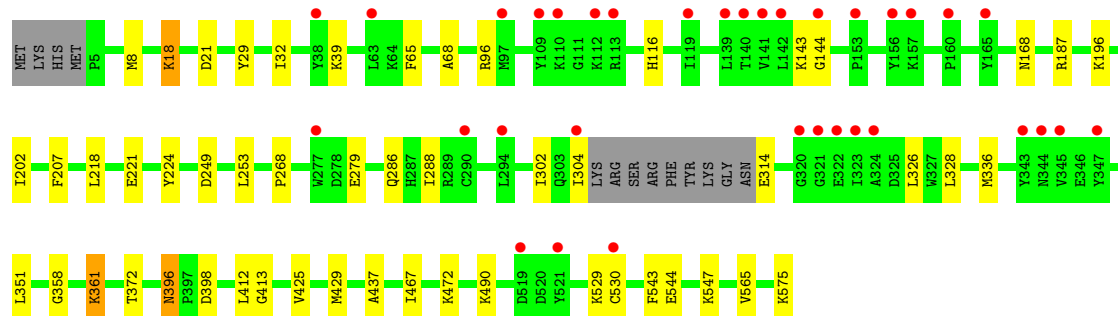 MET LYS HIS MET P5 M8 K18 D21 Y29 I32 Y38 K39 L63 K64 F65 A68 R96 M97 Y109 K110 G111 K112 R113 H116 I119 L139 T140 V141 L142 K143 G144 P153 Y156 K157 P160 Y165 N168 R187 K196
I202 F207 L218 E221 Y224 D249 L253 P268 W277 D278 E279 Q286 H287 I288 R289 C290 L294 I302 Q303 I304 LYS ARG SER ARG PHE TYR LYS GLY ASN E314 G320 G321 E322 I323 A324 D325 L326 W327 L328 M336 Y343 N344 V345 E346 Y347
L351 G358 K361 T372 N396 P397 D398 L412 G413 V425 M429 A437 I467 K472 K490 D519 D520 Y521 K529 C530 F543 E544 K547 V565 K575